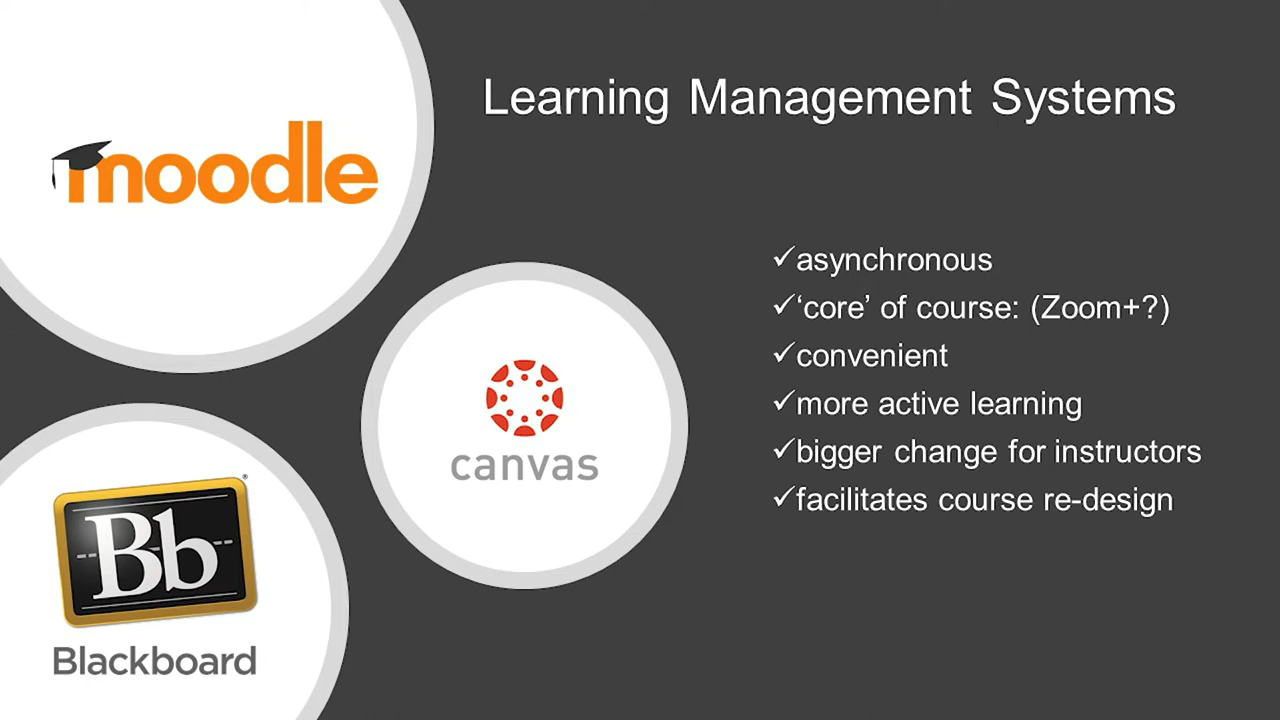 Learning Management Systems
moodle
✓asynchronous
✓‘core’ of course: (Zoom+?)
✓convenient
✓more active learning
✓bigger change for instructors
✓facilitates course re-design
canvas
Bb
Blackboard